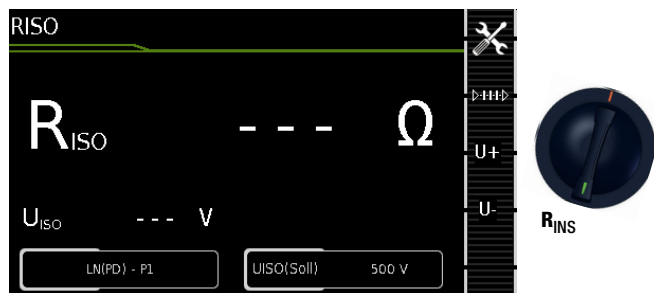 RISO
RISO --- Ω
UISO --- V
LN(PD) - P1
UISO(Soll) 500 V
U+
U-
RINS